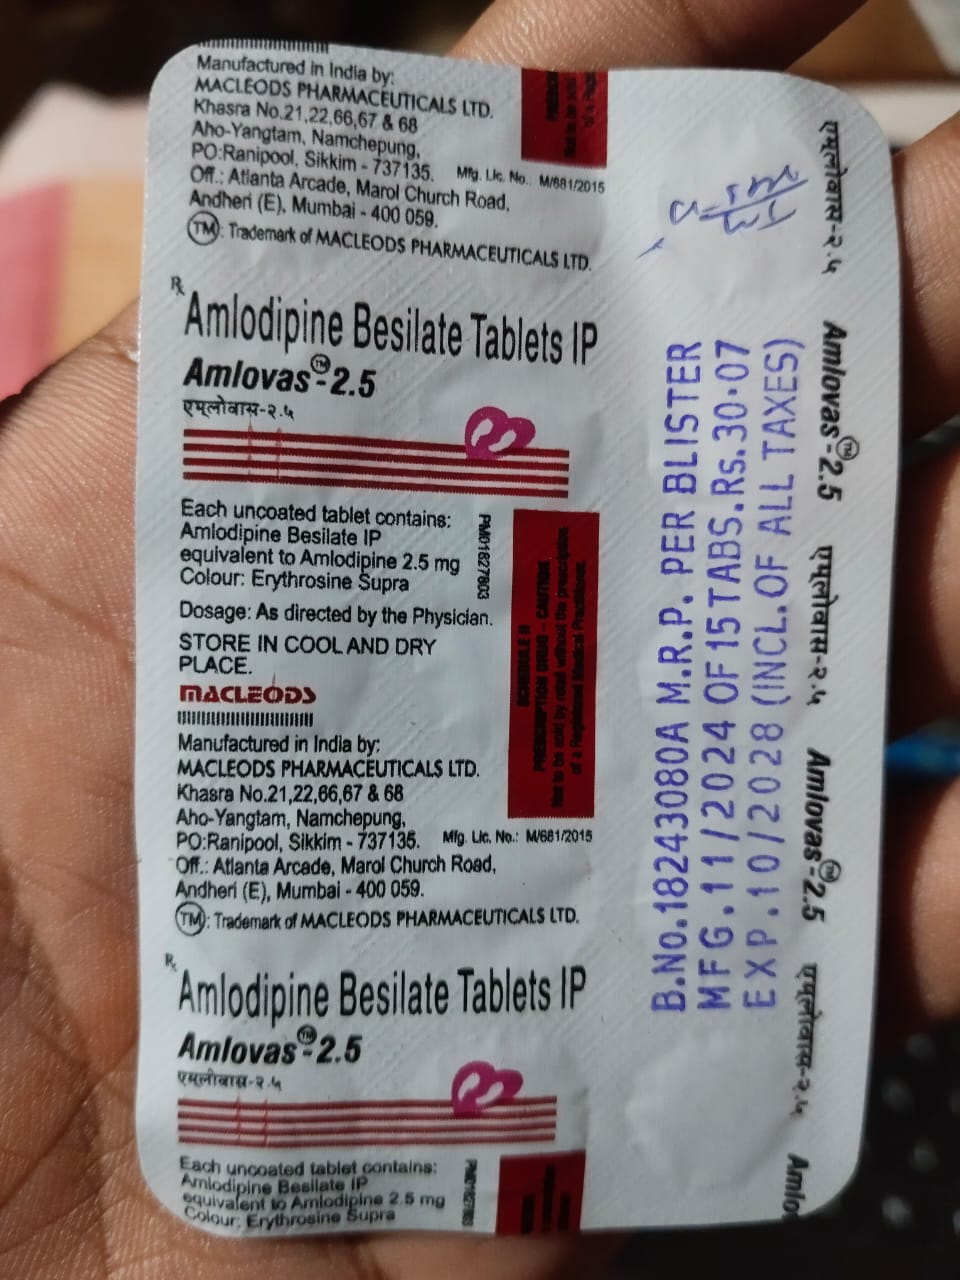 Manufactured in India by:
MACLEODS PHARMACEUTICALS LTD.
Khasra No.21,22,66,67 & 68
Aho-Yangtam, Namchepung,
PO:Ranipool, Sikkim - 737135. Mfg. Lic. No.. M/681/2015
Off.: Atlanta Arcade, Marol Church Road,
Andheri (E), Mumbai - 400 059.
TM: Trademark of MACLEODS PHARMACEUTICALS LTD.
Rx
Amlodipine Besilate Tablets IP
Amlovas™-2.5
एम्लोवास-२.५
Each uncoated tablet contains:
Amlodipine Besilate IP
equivalent to Amlodipine 2.5 mg
Colour: Erythrosine Supra
Dosage: As directed by the Physician.
STORE IN COOL AND DRY
PLACE.
PM01827803
SCHEDULE H
PRESCRIPTION DRUG - CAUTION
Not to be sold by retail without the prescription
of a Registered Medical Practitioner.
MACLEODS
Manufactured in India by:
MACLEODS PHARMACEUTICALS LTD.
Khasra No.21,22,66,67 & 68
Aho-Yangtam, Namchepung,
PO:Ranipool, Sikkim - 737135. Mfg. Lic. No.: M/681/2015
Off.: Atlanta Arcade, Marol Church Road,
Andheri (E), Mumbai - 400 059.
TM: Trademark of MACLEODS PHARMACEUTICALS LTD.
Rx
Amlodipine Besilate Tablets IP
Amlovas™-2.5
एम्लोवास-२.५
Each uncoated tablet contains:
Amlodipine Besilate IP
equivalent to Amlodipine 2.5 mg
Colour: Erythrosine Supra
PM01827803
B.No.18243080A M.R.P. PER BLISTER
MFG.11/2024 OF 15 TABS.Rs.30.07
EXP.10/2028 (INCL.OF ALL TAXES)
एम्लोवास-२.५ Amlovas™-2.5 एम्लोवास-२.५ Amlovas™-2.5 एम्लोवास-२.५ Amlo